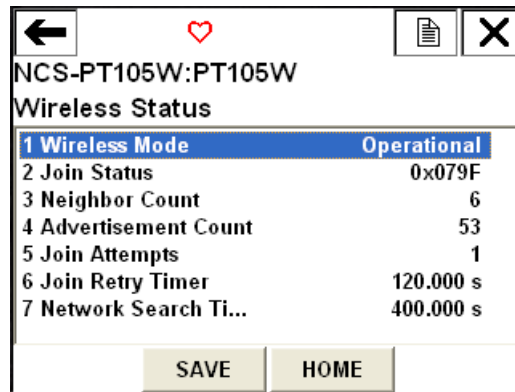 NCS-PT105W:PT105W
Wireless Status
1 Wireless Mode Operational
2 Join Status 0x079F
3 Neighbor Count 6
4 Advertisement Count 53
5 Join Attempts 1
6 Join Retry Timer 120.000 s
7 Network Search Ti... 400.000 s
SAVE HOME